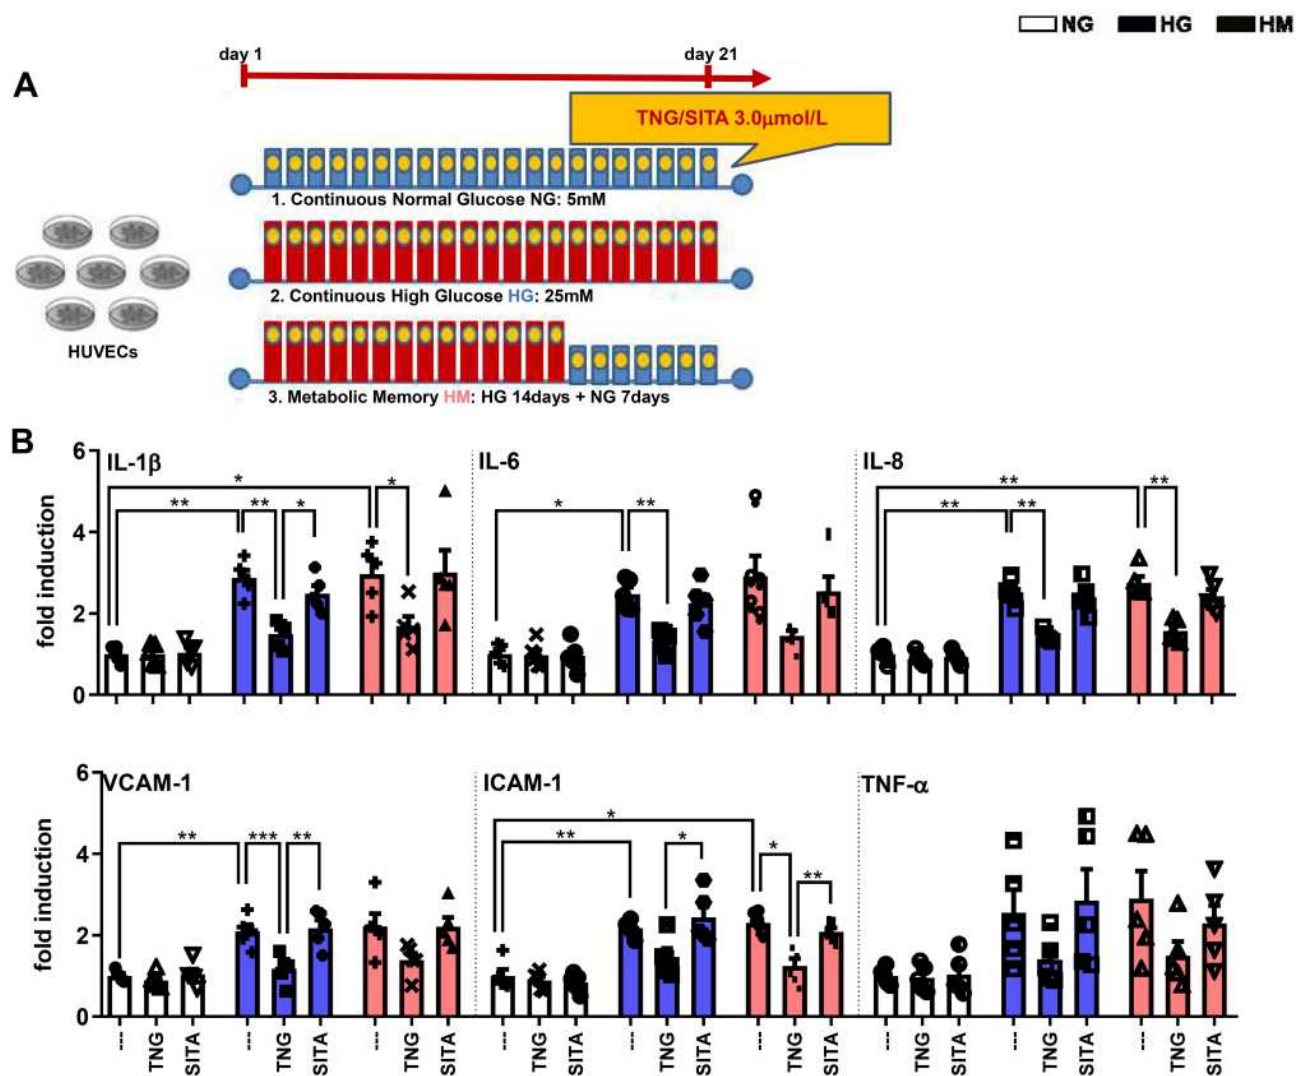 NG HG HM
day 1 day 21
A
TNG/SITA 3.0μmol/L
1. Continuous Normal Glucose NG: 5mM
2. Continuous High Glucose HG: 25mM
HUVECs
3. Metabolic Memory HM: HG 14days + NG 7days
B
6 IL-1β IL-6 IL-8
* * ** **
** ** * * ** ** **
4
fold induction
2
0
6 VCAM-1 ICAM-1 TNF-α
*
** *** ** ** * * **
4
fold induction
2
0
--- TNG SITA --- TNG SITA --- TNG SITA --- TNG SITA --- TNG SITA --- TNG SITA --- TNG SITA --- TNG SITA --- TNG SITA